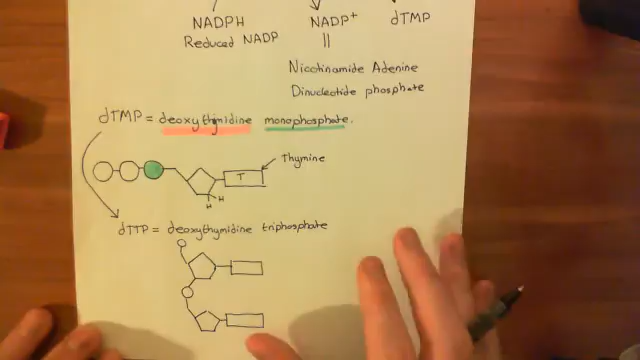 NADPH NADP+ dTMP
Reduced NADP
Nicotinamide Adenine
Dinucleotide phosphate
dTMP = deoxythymidine monophosphate.
Thymine
T
H H
dTTP = deoxythymidine triphosphate